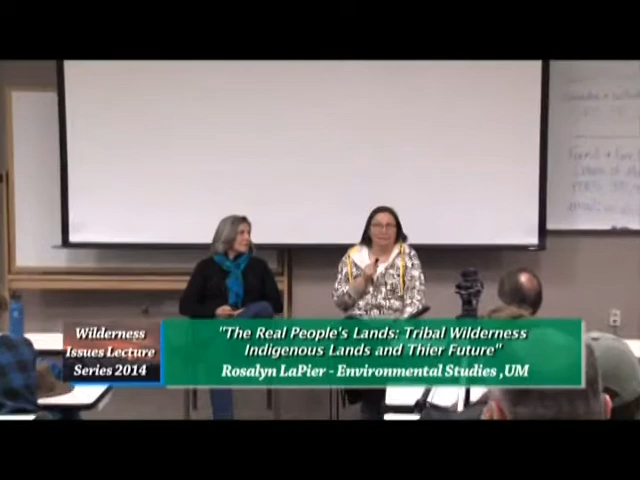 Wilderness
Issues Lecture
Series 2014
"The Real People's Lands: Tribal Wilderness
Indigenous Lands and Thier Future"
Rosalyn LaPier - Environmental Studies ,UM